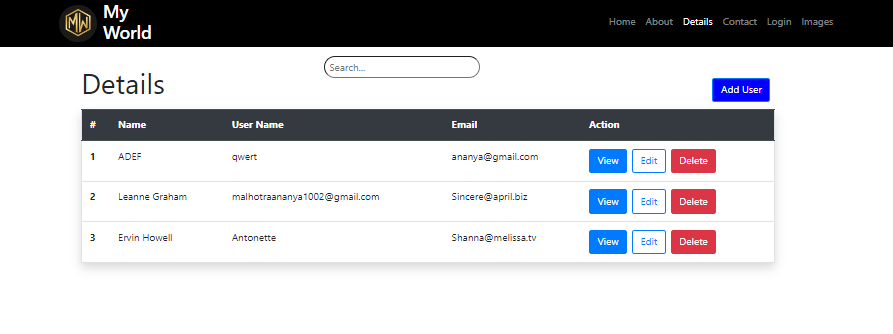 MW
My
World
Home About Details Contact Login Images
Search...
Details
Add User
# Name User Name Email Action
1 ADEF qwert ananya@gmail.com View Edit Delete
2 Leanne Graham malhotraananya1002@gmail.com Sincere@april.biz View Edit Delete
3 Ervin Howell Antonette Shanna@melissa.tv View Edit Delete